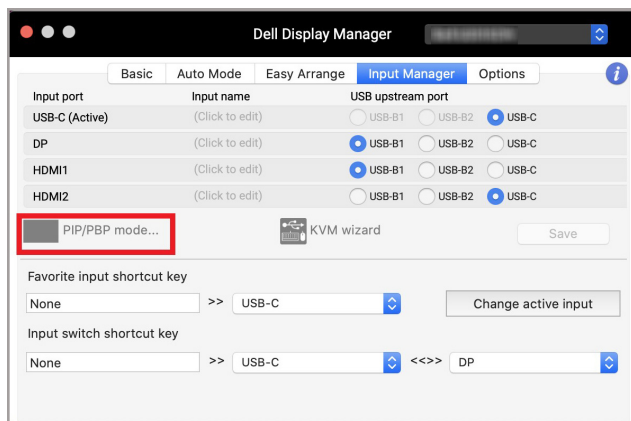 Dell Display Manager
Basic Auto Mode Easy Arrange Input Manager Options i
Input port Input name USB upstream port
USB-C (Active) (Click to edit) USB-B1 USB-B2 USB-C
DP (Click to edit) USB-B1 USB-B2 USB-C
HDMI1 (Click to edit) USB-B1 USB-B2 USB-C
HDMI2 (Click to edit) USB-B1 USB-B2 USB-C
PIP/PBP mode... KVM wizard Save
Favorite input shortcut key
None >> USB-C Change active input
Input switch shortcut key
None >> USB-C <<>> DP